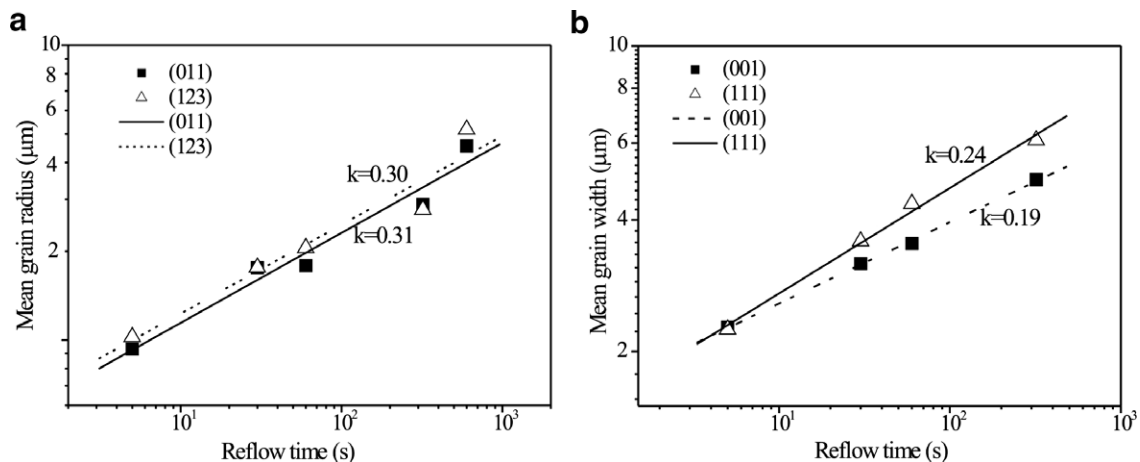 a
10
8
6
4
2
Mean grain radius (μm)
(011)
(123)
(011)
(123)
k=0.30
k=0.31
10¹
10²
10³
Reflow time (s)
b
10
8
6
4
2
Mean grain width (μm)
(001)
(111)
(001)
(111)
k=0.24
k=0.19
10¹
10²
10³
Reflow time (s)